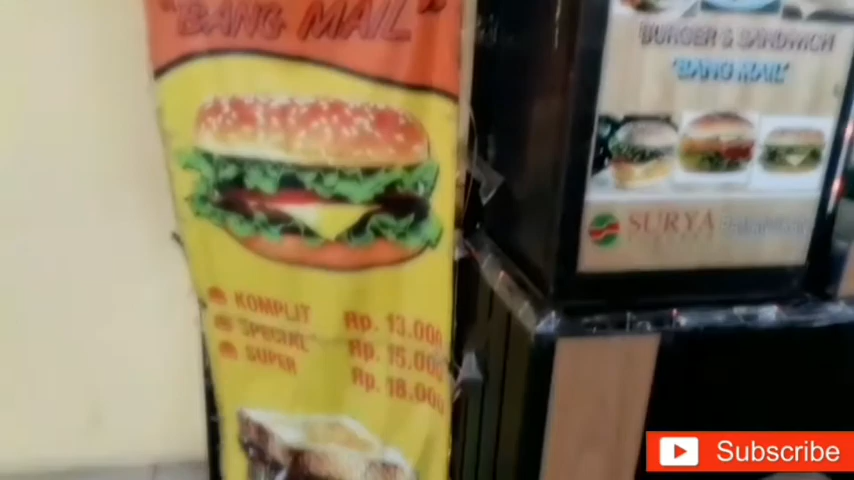 "BANG MAIL"
KOMPLIT Rp. 13.000
SPECIAL Rp. 15.000
SUPER Rp. 18.000
BURGER & SANDWICH
"BANG MAIL"
SURYA
Subscribe